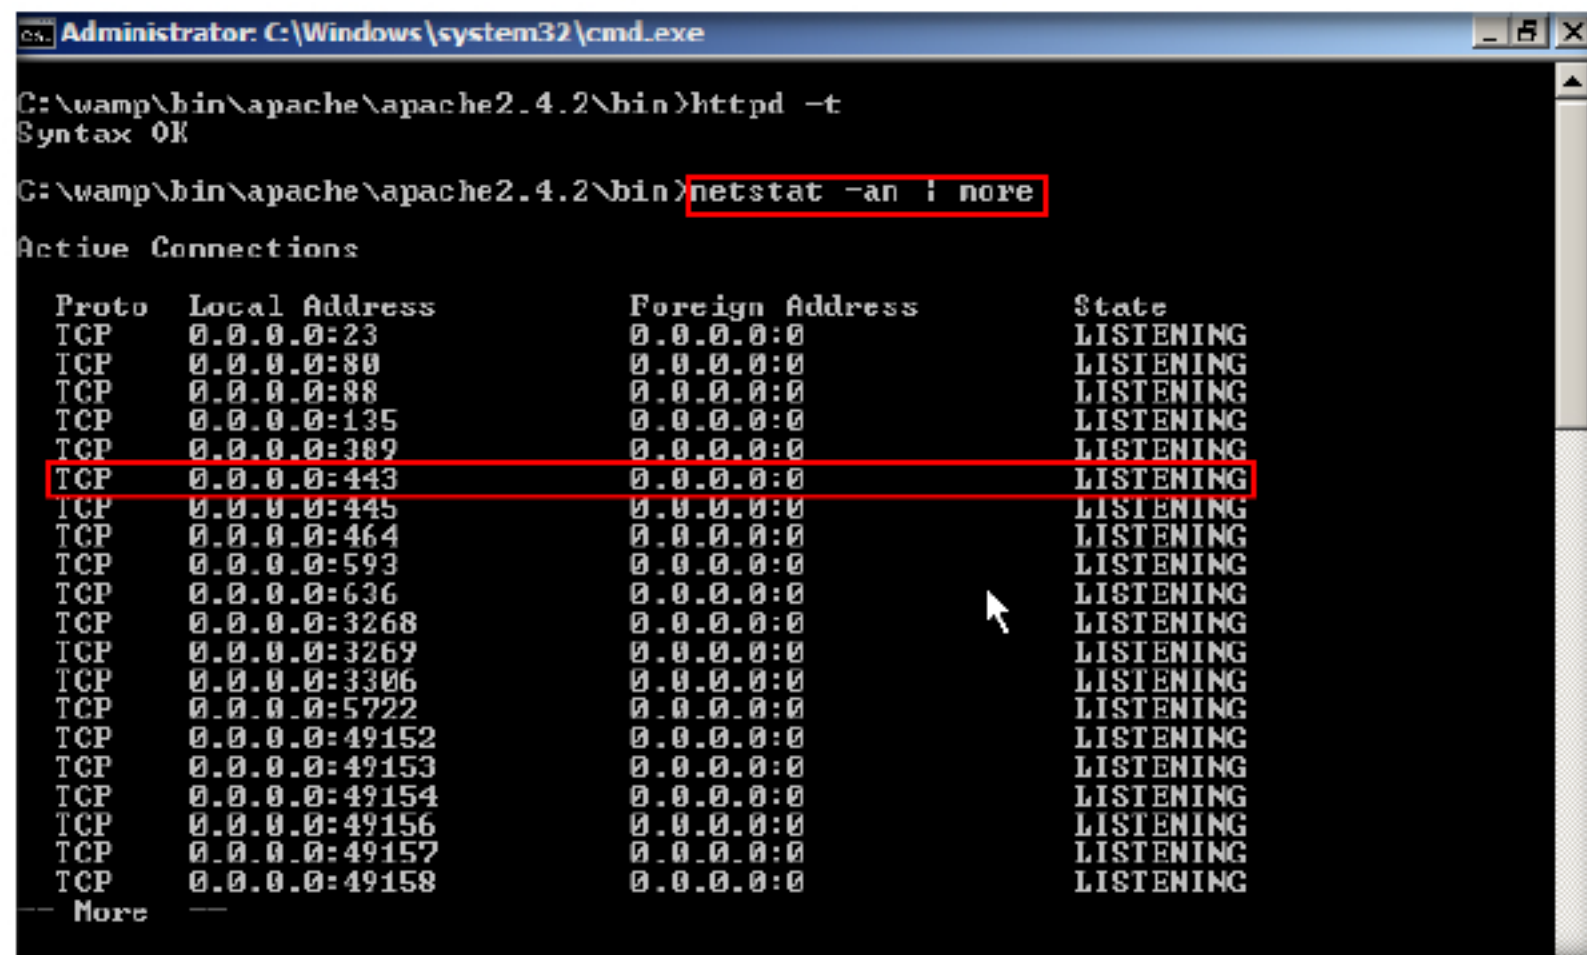 Administrator: C:\Windows\system32\cmd.exe
C:\wamp\bin\apache\apache2.4.2\bin>httpd -t
Syntax OK
C:\wamp\bin\apache\apache2.4.2\bin>netstat -an | more
Active Connections
Proto Local Address Foreign Address State
TCP 0.0.0.0:23 0.0.0.0:0 LISTENING
TCP 0.0.0.0:80 0.0.0.0:0 LISTENING
TCP 0.0.0.0:88 0.0.0.0:0 LISTENING
TCP 0.0.0.0:135 0.0.0.0:0 LISTENING
TCP 0.0.0.0:389 0.0.0.0:0 LISTENING
TCP 0.0.0.0:443 0.0.0.0:0 LISTENING
TCP 0.0.0.0:445 0.0.0.0:0 LISTENING
TCP 0.0.0.0:464 0.0.0.0:0 LISTENING
TCP 0.0.0.0:593 0.0.0.0:0 LISTENING
TCP 0.0.0.0:636 0.0.0.0:0 LISTENING
TCP 0.0.0.0:3268 0.0.0.0:0 LISTENING
TCP 0.0.0.0:3269 0.0.0.0:0 LISTENING
TCP 0.0.0.0:3306 0.0.0.0:0 LISTENING
TCP 0.0.0.0:5722 0.0.0.0:0 LISTENING
TCP 0.0.0.0:49152 0.0.0.0:0 LISTENING
TCP 0.0.0.0:49153 0.0.0.0:0 LISTENING
TCP 0.0.0.0:49154 0.0.0.0:0 LISTENING
TCP 0.0.0.0:49156 0.0.0.0:0 LISTENING
TCP 0.0.0.0:49157 0.0.0.0:0 LISTENING
TCP 0.0.0.0:49158 0.0.0.0:0 LISTENING
-- More --